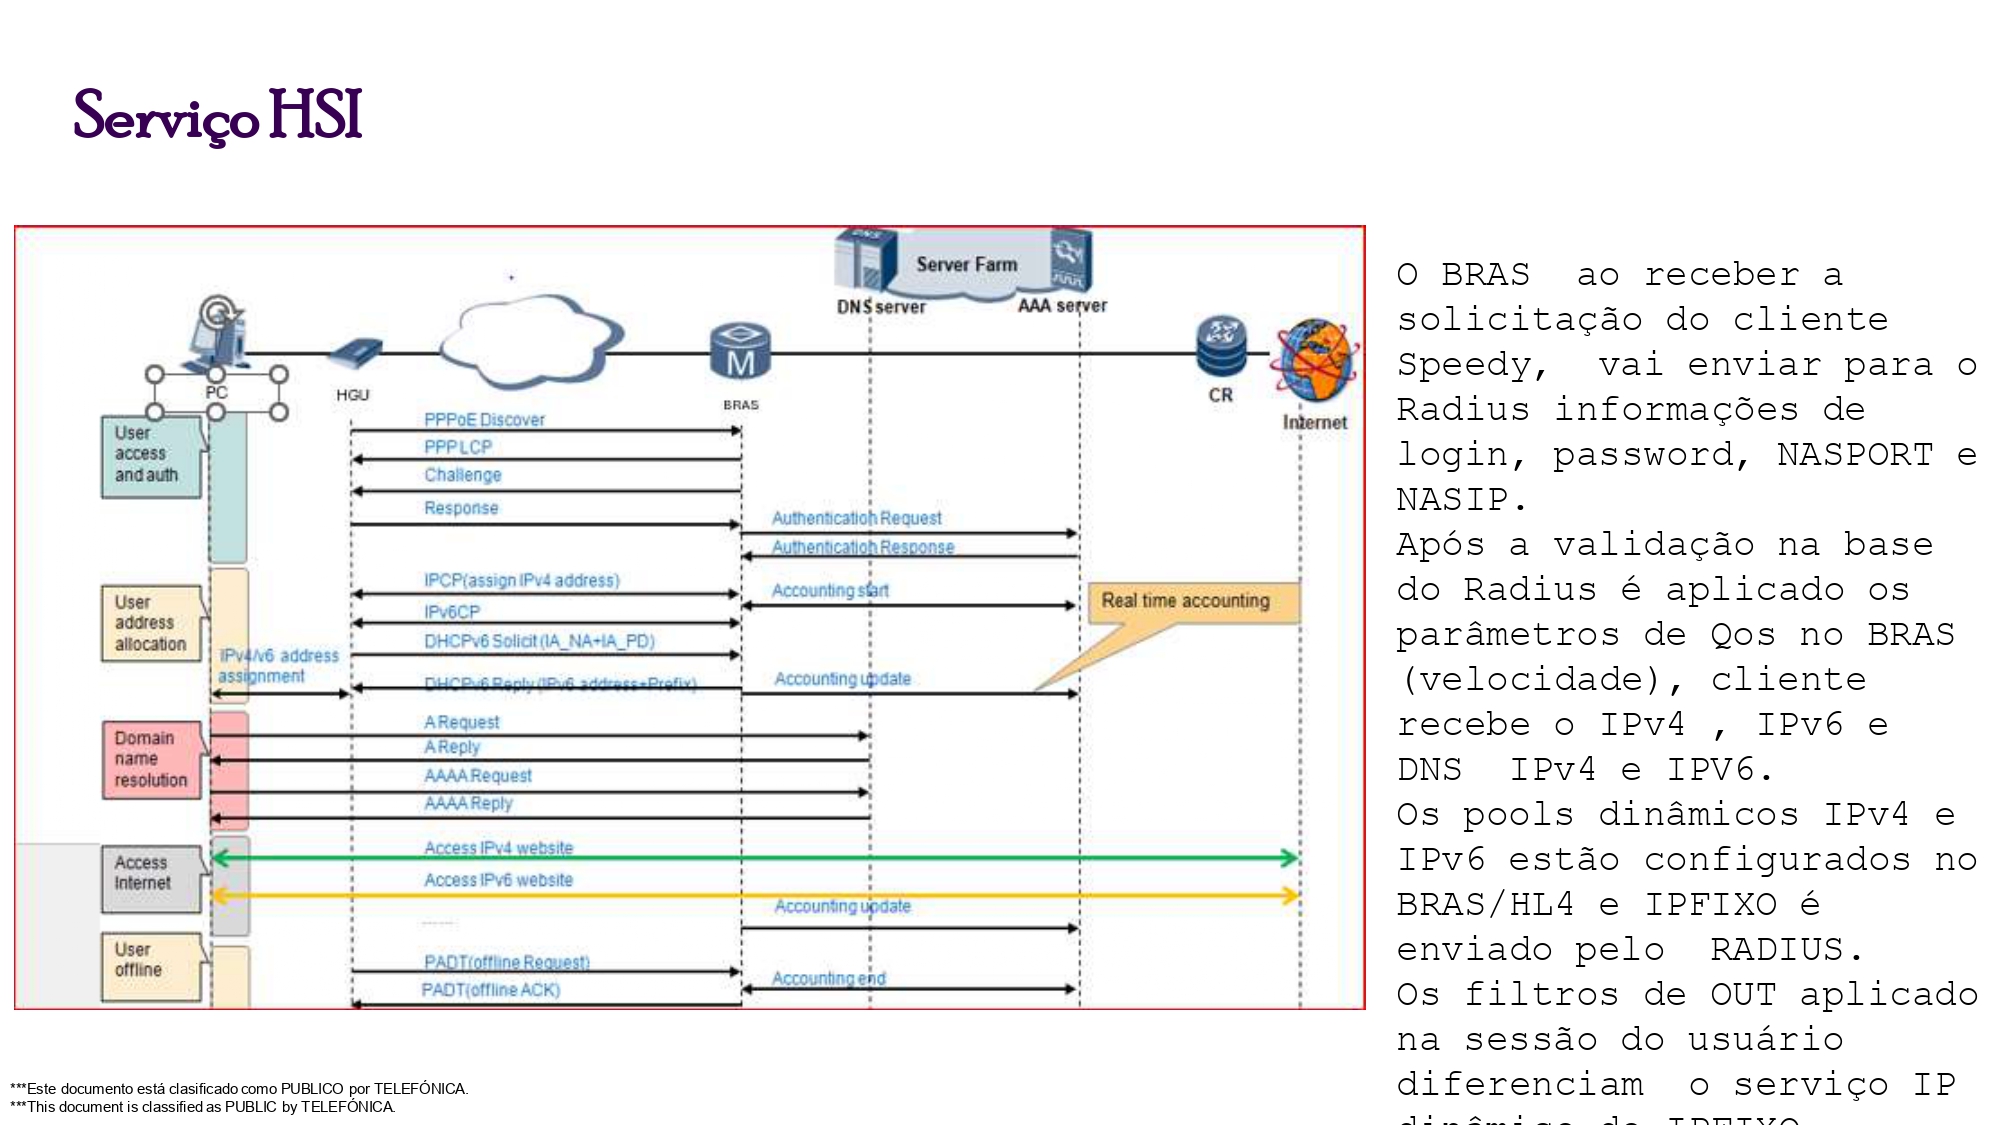 Serviço HSI
Server Farm
DNS server
AAA server
PC
HGU
M
BRAS
CR
Internet
User
access
and auth
PPPoE Discover
PPP LCP
Challenge
Response
Authentication Request
Authentication Response
User
address
allocation
IPv4/v6 address
assignment
IPCP(assign IPv4 address)
Accounting start
Real time accounting
IPv6CP
DHCPv6 Solicit (IA_NA+IA_PD)
DHCPv6 Reply (IPv6 address+Prefix)
Accounting update
Domain
name
resolution
A Request
A Reply
AAAA Request
AAAA Reply
Access
Internet
Access IPv4 website
Access IPv6 website
Accounting update
User
offline
PADT(offline Request)
PADT(offline ACK)
Accounting end
O BRAS ao receber a
solicitação do cliente
Speedy, vai enviar para o
Radius informações de
login, password, NASPORT e
NASIP.
Após a validação na base
do Radius é aplicado os
parâmetros de Qos no BRAS
(velocidade), cliente
recebe o IPv4 , IPv6 e
DNS IPv4 e IPV6.
Os pools dinâmicos IPv4 e
IPv6 estão configurados no
BRAS/HL4 e IPFIXO é
enviado pelo RADIUS.
Os filtros de OUT aplicado
na sessão do usuário
diferenciam o serviço IP
dinâmico do IPFIXO
***Este documento está clasificado como PUBLICO por TELEFÓNICA.
***This document is classified as PUBLIC by TELEFÓNICA.